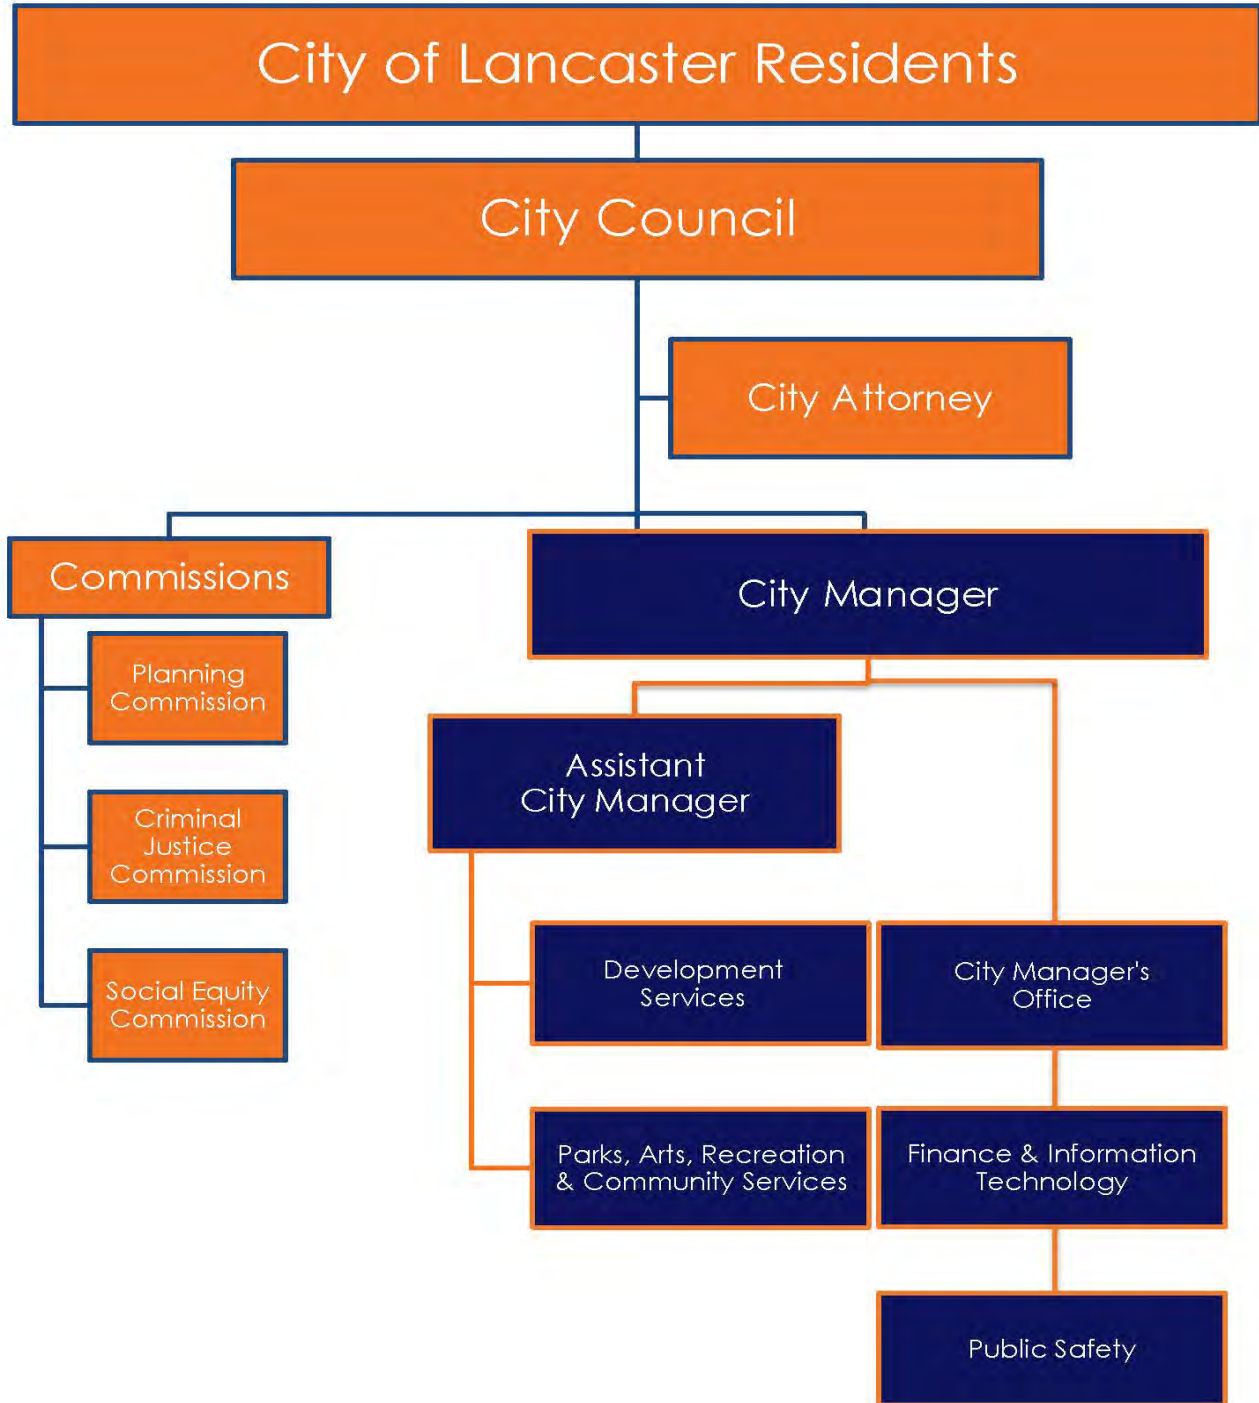 City of Lancaster Residents
City Council
City Attorney
Commissions
City Manager
Planning
Commission
Criminal
Justice
Commission
Social Equity
Commission
Assistant
City Manager
Development
Services
City Manager's
Office
Parks, Arts, Recreation
& Community Services
Finance & Information
Technology
Public Safety